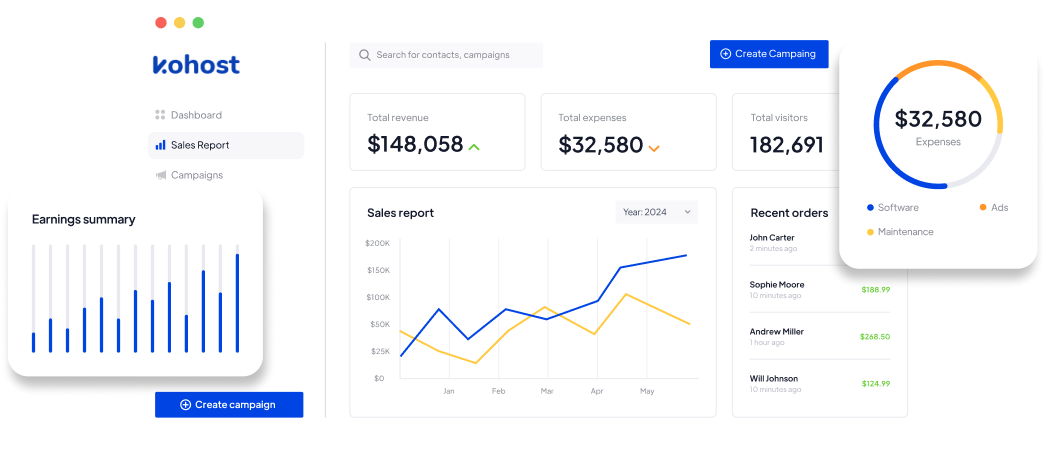 kohost
Dashboard
Sales Report
Campaigns
Earnings summary
Create campaign
Search for contacts, campaigns
Create Campaing
Total revenue
$148,058
Total expenses
$32,580
Total visitors
182,691
Sales report
Year: 2024
$200K
$150K
$100K
$50K
$25K
$0
Jan
Feb
Mar
Apr
May
Recent orders
John Carter
2 minutes ago
Sophie Moore
10 minutes ago
$188.99
Andrew Miller
1 hour ago
$268.50
Will Johnson
10 minutes ago
$124.99
$32,580
Expenses
Software
Ads
Maintenance